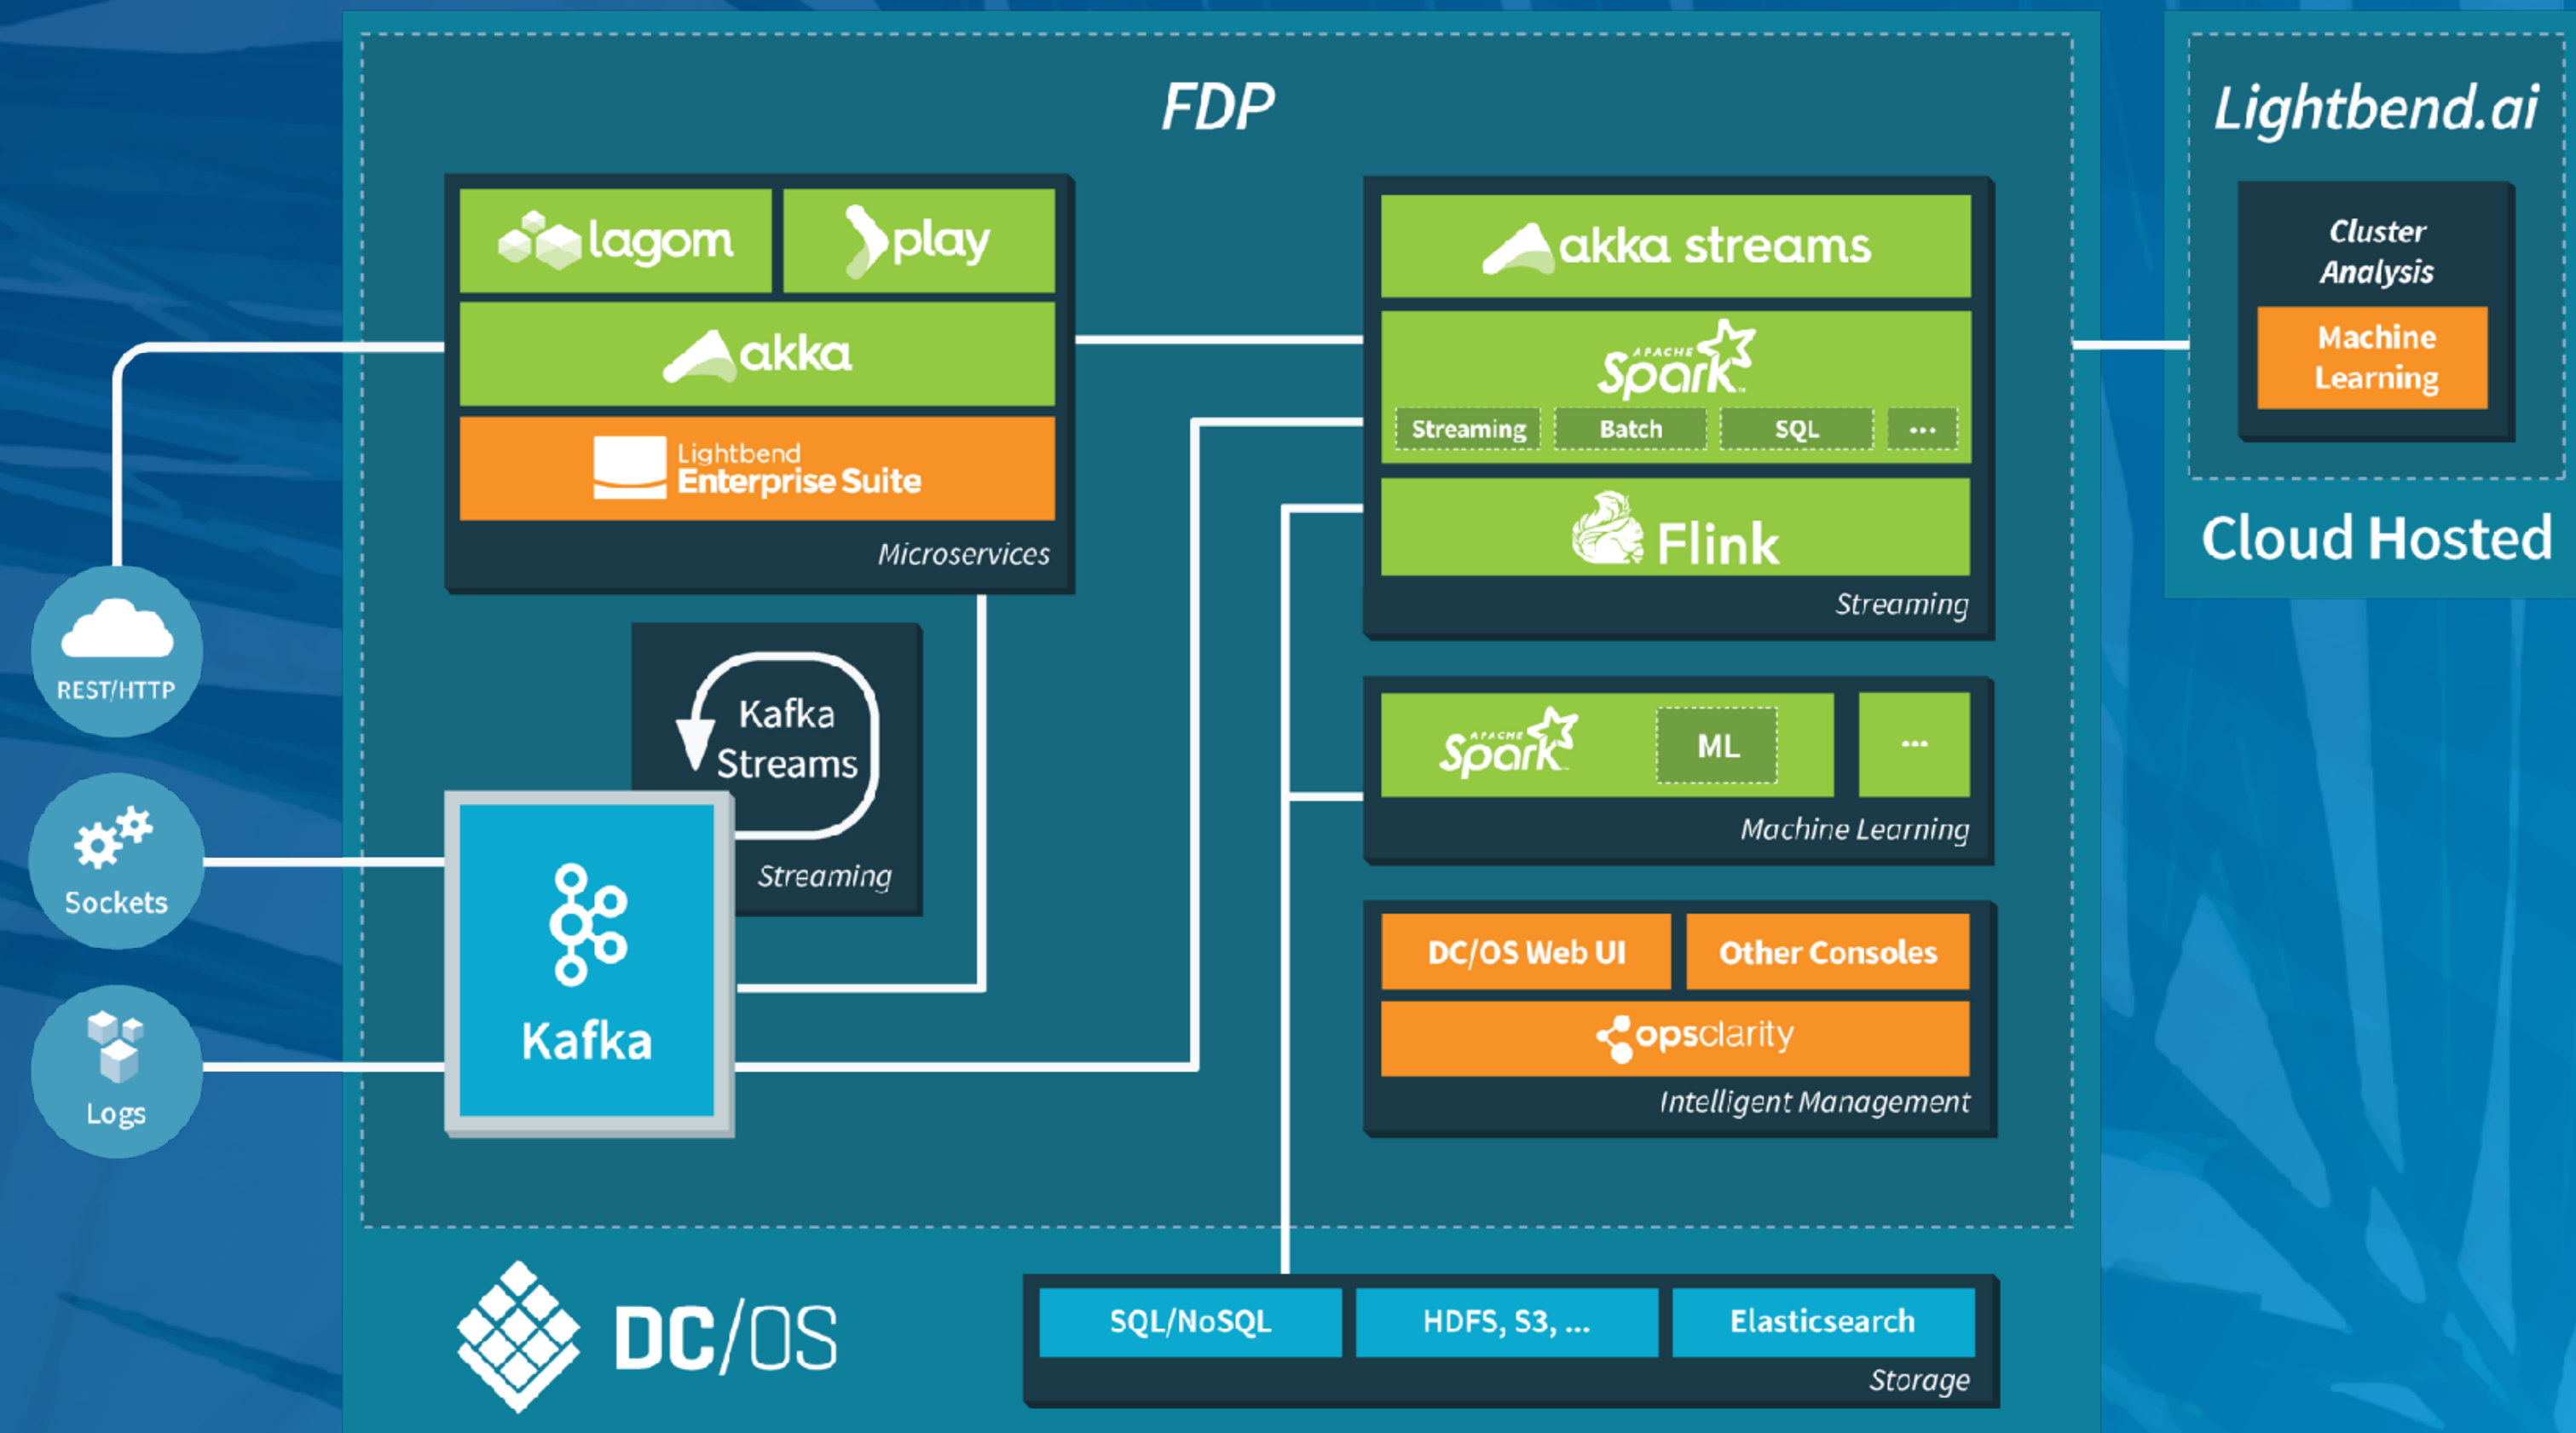 FDP
lagom
play
akka
Lightbend
Enterprise Suite
Microservices
Kafka
Streams
Streaming
Kafka
REST/HTTP
Sockets
Logs
akka streams
APACHE
Spark™
Streaming
Batch
SQL
...
Flink
Streaming
APACHE
Spark™
ML
...
Machine Learning
DC/OS Web UI
Other Consoles
opsclarity
Intelligent Management
DC/OS
SQL/NoSQL
HDFS, S3, ...
Elasticsearch
Storage
Lightbend.ai
Cluster
Analysis
Machine
Learning
Cloud Hosted